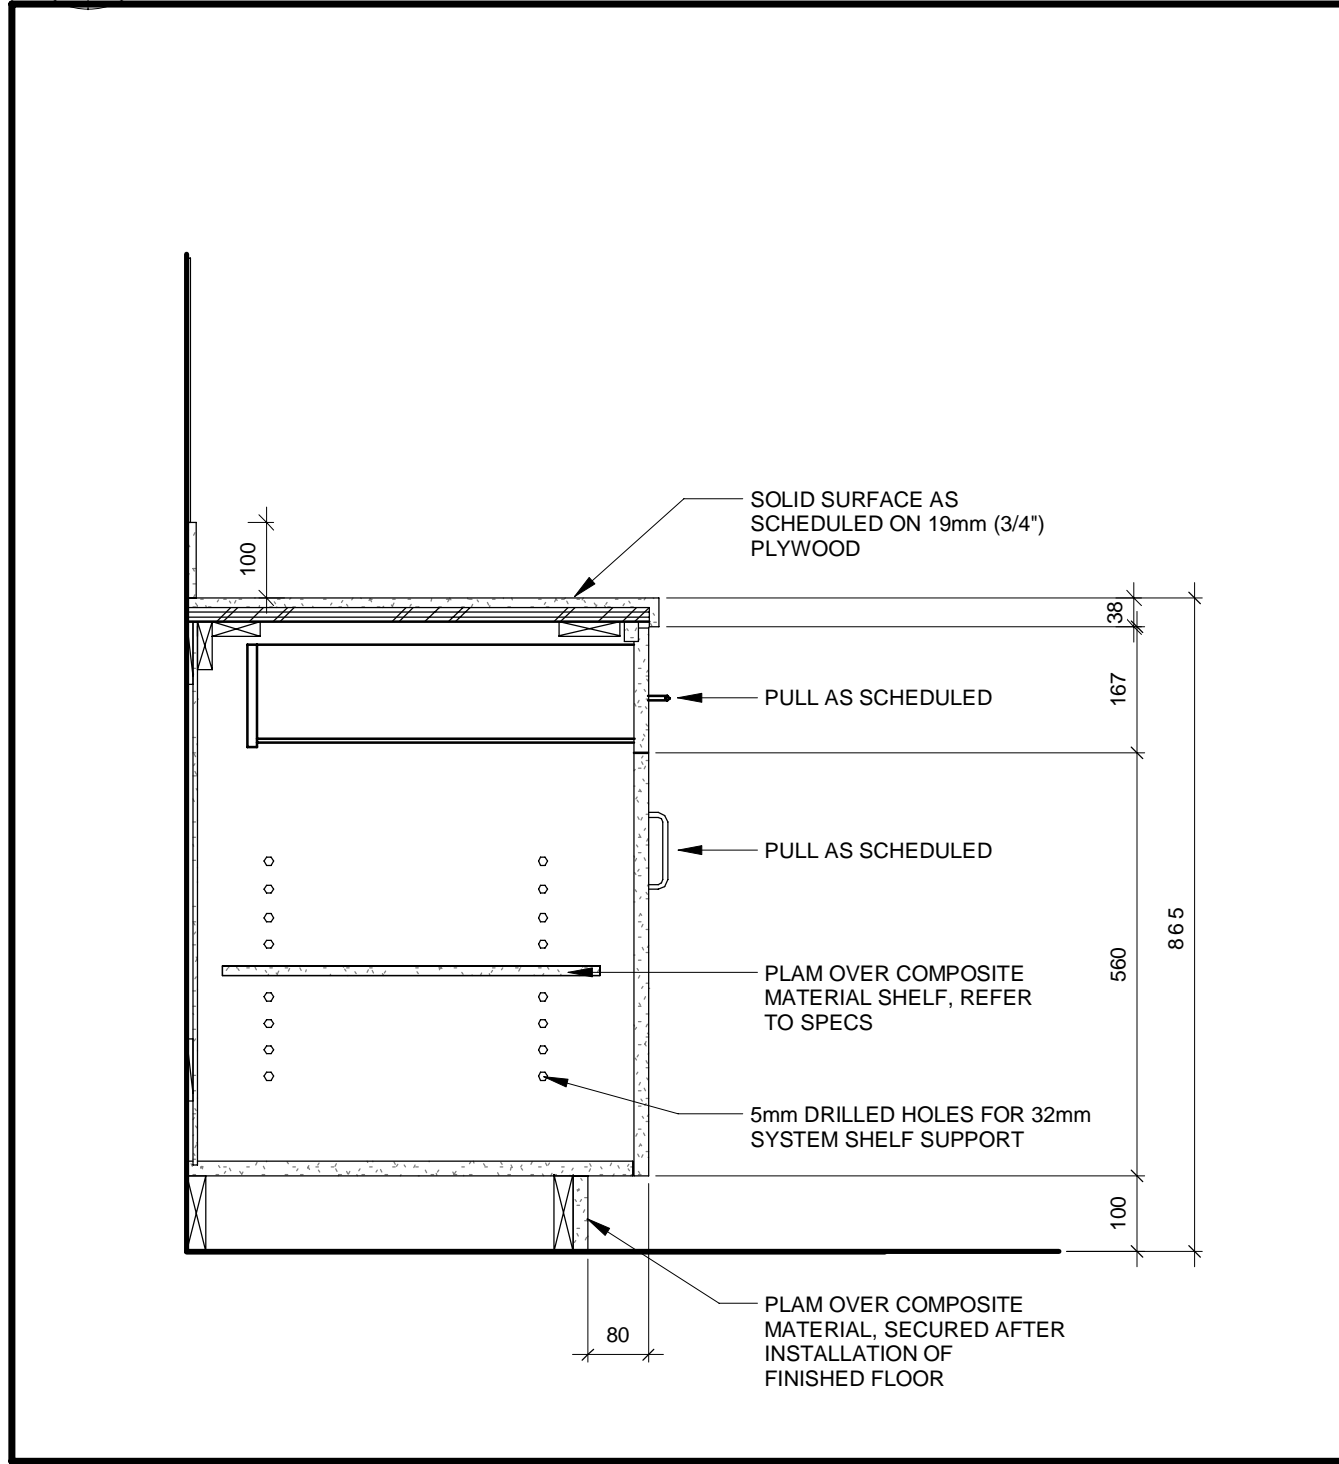 SOLID SURFACE AS
SCHEDULED ON 19mm (3/4")
PLYWOOD
100
38
167
PULL AS SCHEDULED
PULL AS SCHEDULED
865
560
PLAM OVER COMPOSITE
MATERIAL SHELF, REFER
TO SPECS
5mm DRILLED HOLES FOR 32mm
SYSTEM SHELF SUPPORT
100
PLAM OVER COMPOSITE
MATERIAL, SECURED AFTER
INSTALLATION OF
FINISHED FLOOR
80